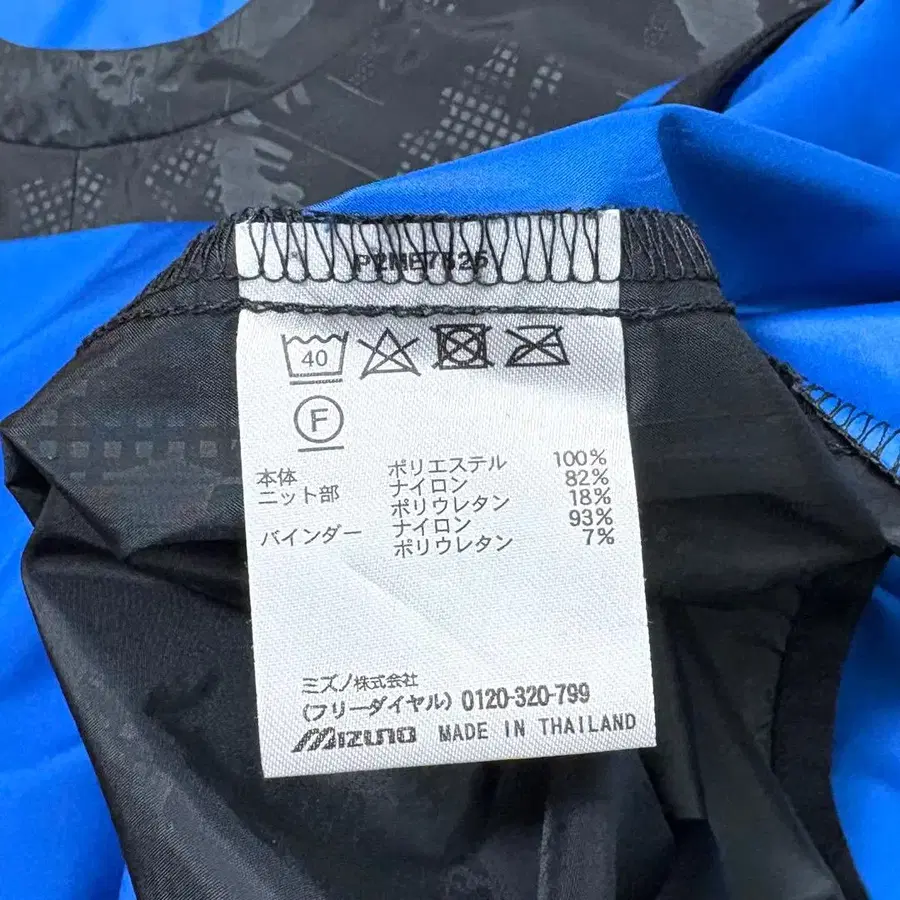 40
F
本体 ポリエステル 100%
ニット部 ナイロン 82%
ポリウレタン 18%
バインダー ナイロン 93%
ポリウレタン 7%
ミズノ株式会社
(フリーダイヤル) 0120-320-799
MIZUNO MADE IN THAILAND